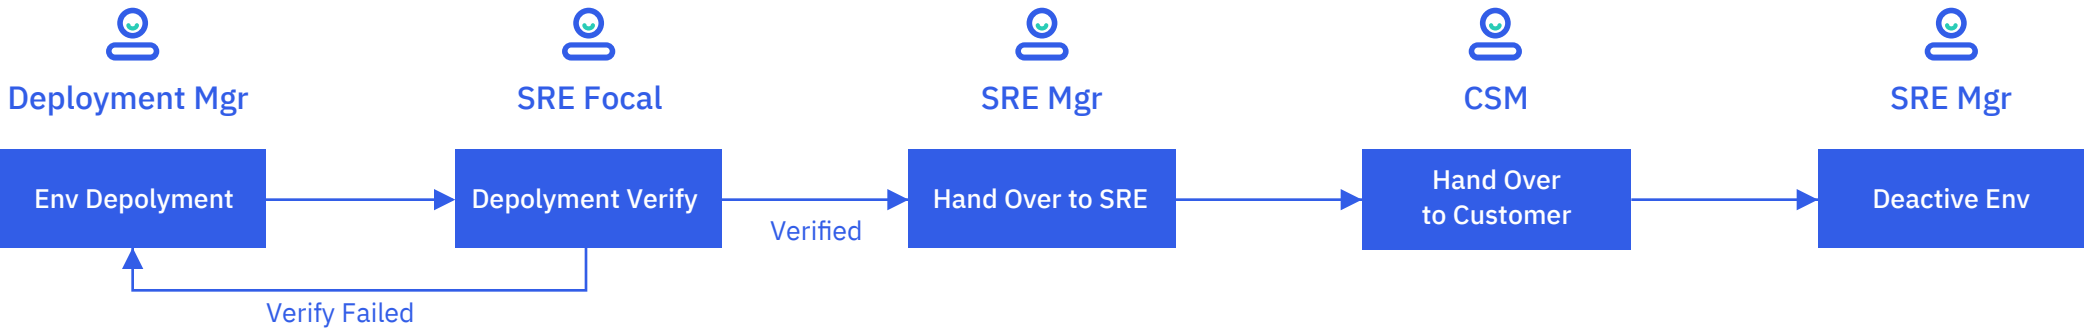 Deployment Mgr
SRE Focal
SRE Mgr
CSM
SRE Mgr
Env Depolyment
Depolyment Verify
Verified
Hand Over to SRE
Hand Over
to Customer
Deactive Env
Verify Failed